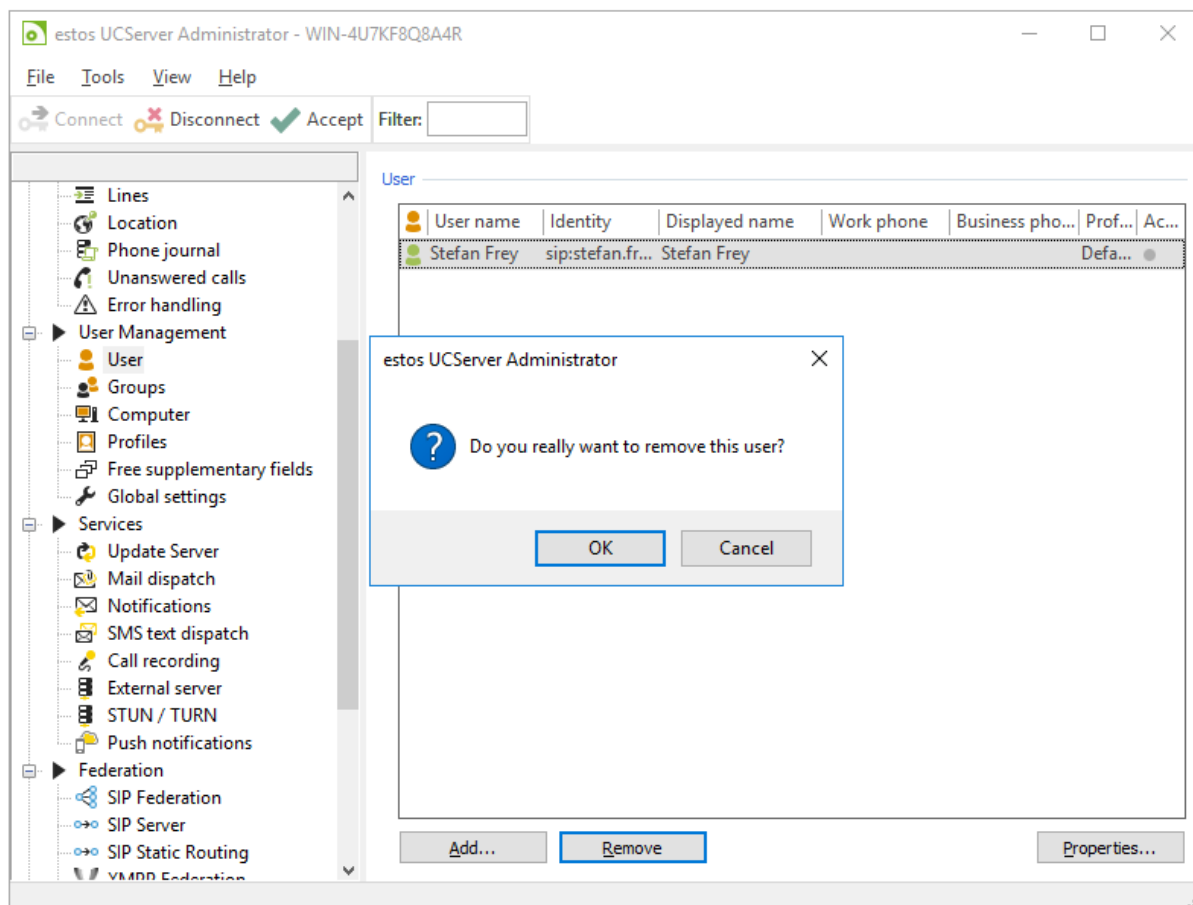 estos UCServer Administrator - WIN-4U7KF8Q8A4R
File Tools View Help
Connect Disconnect Accept Filter:
Lines
Location
Phone journal
Unanswered calls
Error handling
User Management
User
Groups
Computer
Profiles
Free supplementary fields
Global settings
Services
Update Server
Mail dispatch
Notifications
SMS text dispatch
Call recording
External server
STUN / TURN
Push notifications
Federation
SIP Federation
SIP Server
SIP Static Routing
XMPP Federation
User
User name Identity Displayed name Work phone Business pho... Prof... Ac...
Stefan Frey sip:stefan.fr... Stefan Frey Defa...
estos UCServer Administrator
Do you really want to remove this user?
OK Cancel
Add... Remove Properties...